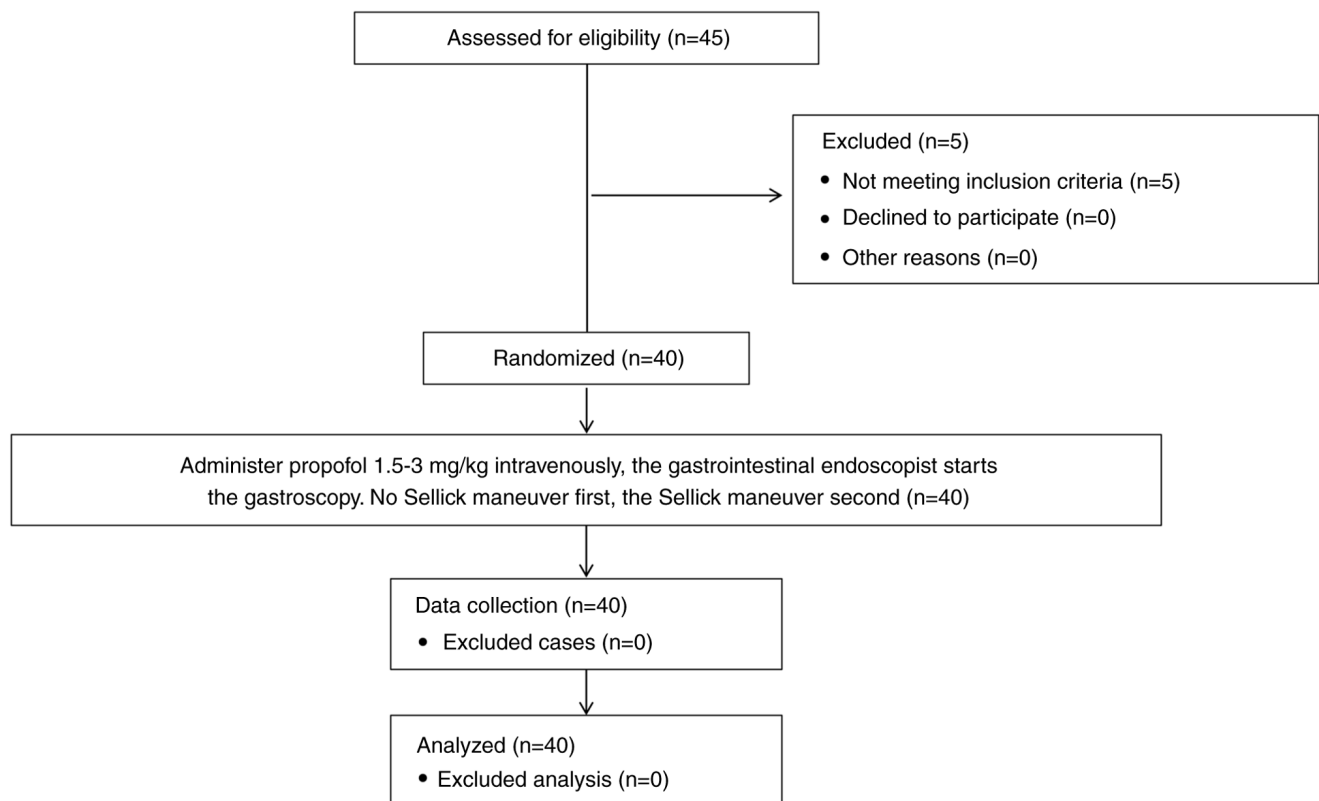 Assessed for eligibility (n=45)
Excluded (n=5)
• Not meeting inclusion criteria (n=5)
• Declined to participate (n=0)
• Other reasons (n=0)
Randomized (n=40)
Administer propofol 1.5-3 mg/kg intravenously, the gastrointestinal endoscopist starts
the gastroscopy. No Sellick maneuver first, the Sellick maneuver second (n=40)
Data collection (n=40)
• Excluded cases (n=0)
Analyzed (n=40)
• Excluded analysis (n=0)